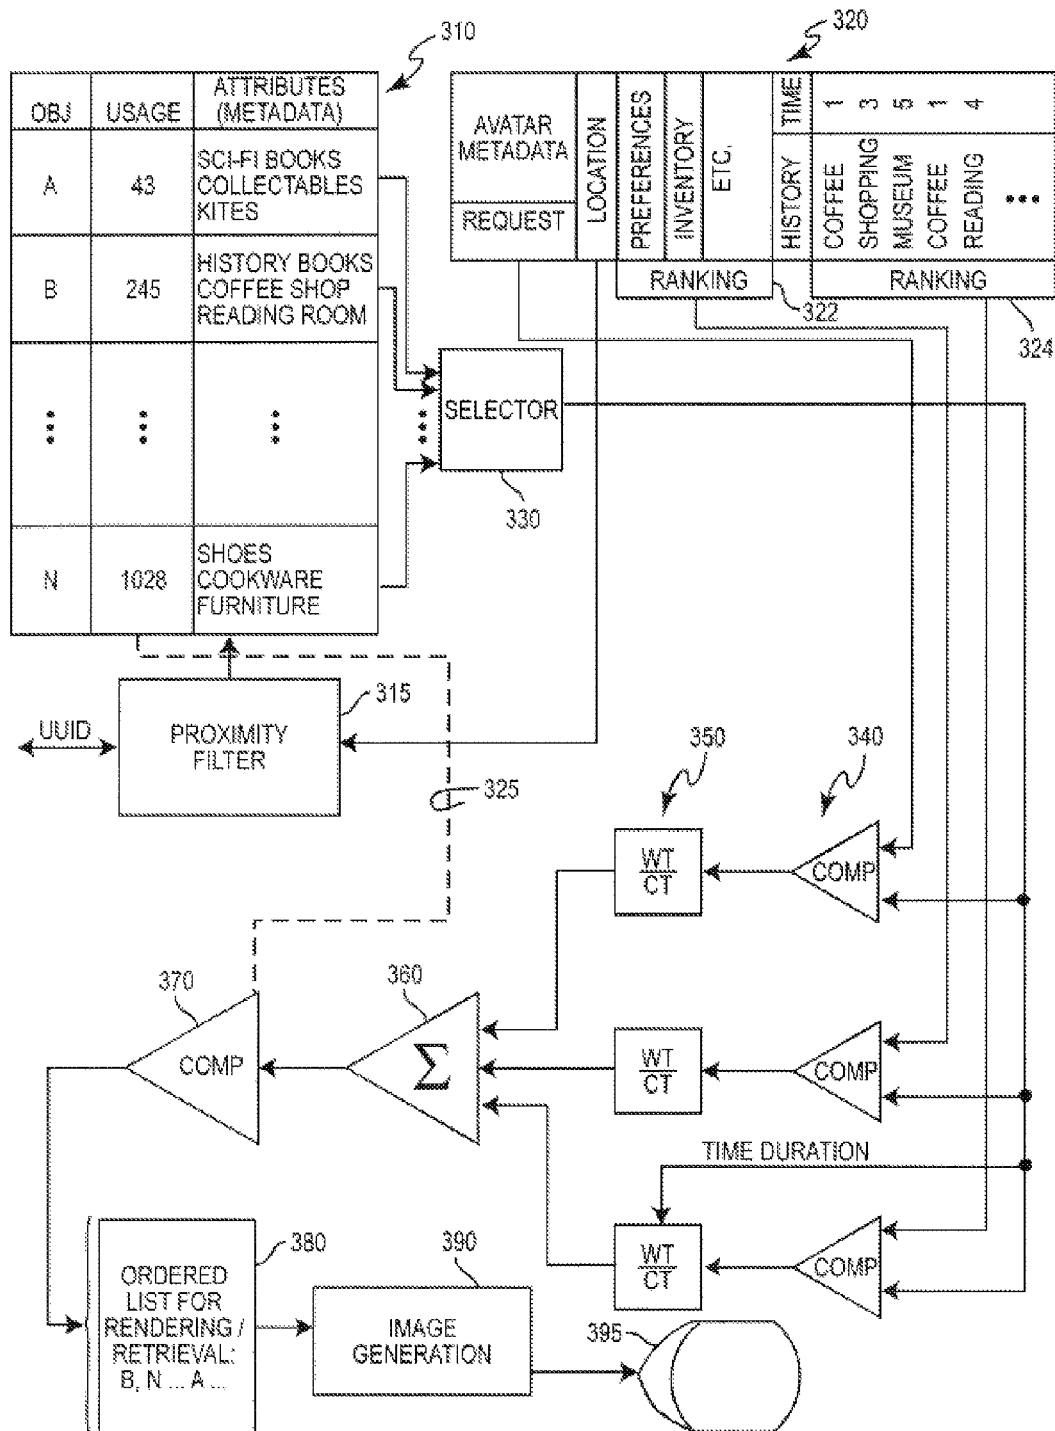 310
320
OBJ USAGE ATTRIBUTES (METADATA)
A 43 SCI-FI BOOKS
COLLECTABLES
KITES
B 245 HISTORY BOOKS
COFFEE SHOP
READING ROOM
N 1028 SHOES
COOKWARE
FURNITURE
AVATAR
METADATA
REQUEST
LOCATION
PREFERENCES
INVENTORY
ETC.
RANKING
322
HISTORY TIME
COFFEE 1
SHOPPING 3
MUSEUM 5
COFFEE 1
READING 4
RANKING
324
SELECTOR
330
315
UUID
PROXIMITY
FILTER
325
350
340
WT
CT
COMP
370
360
COMP
Σ
WT
CT
COMP
TIME DURATION
WT
CT
COMP
380
ORDERED
LIST FOR
RENDERING /
RETRIEVAL:
B, N ... A ...
390
IMAGE
GENERATION
395